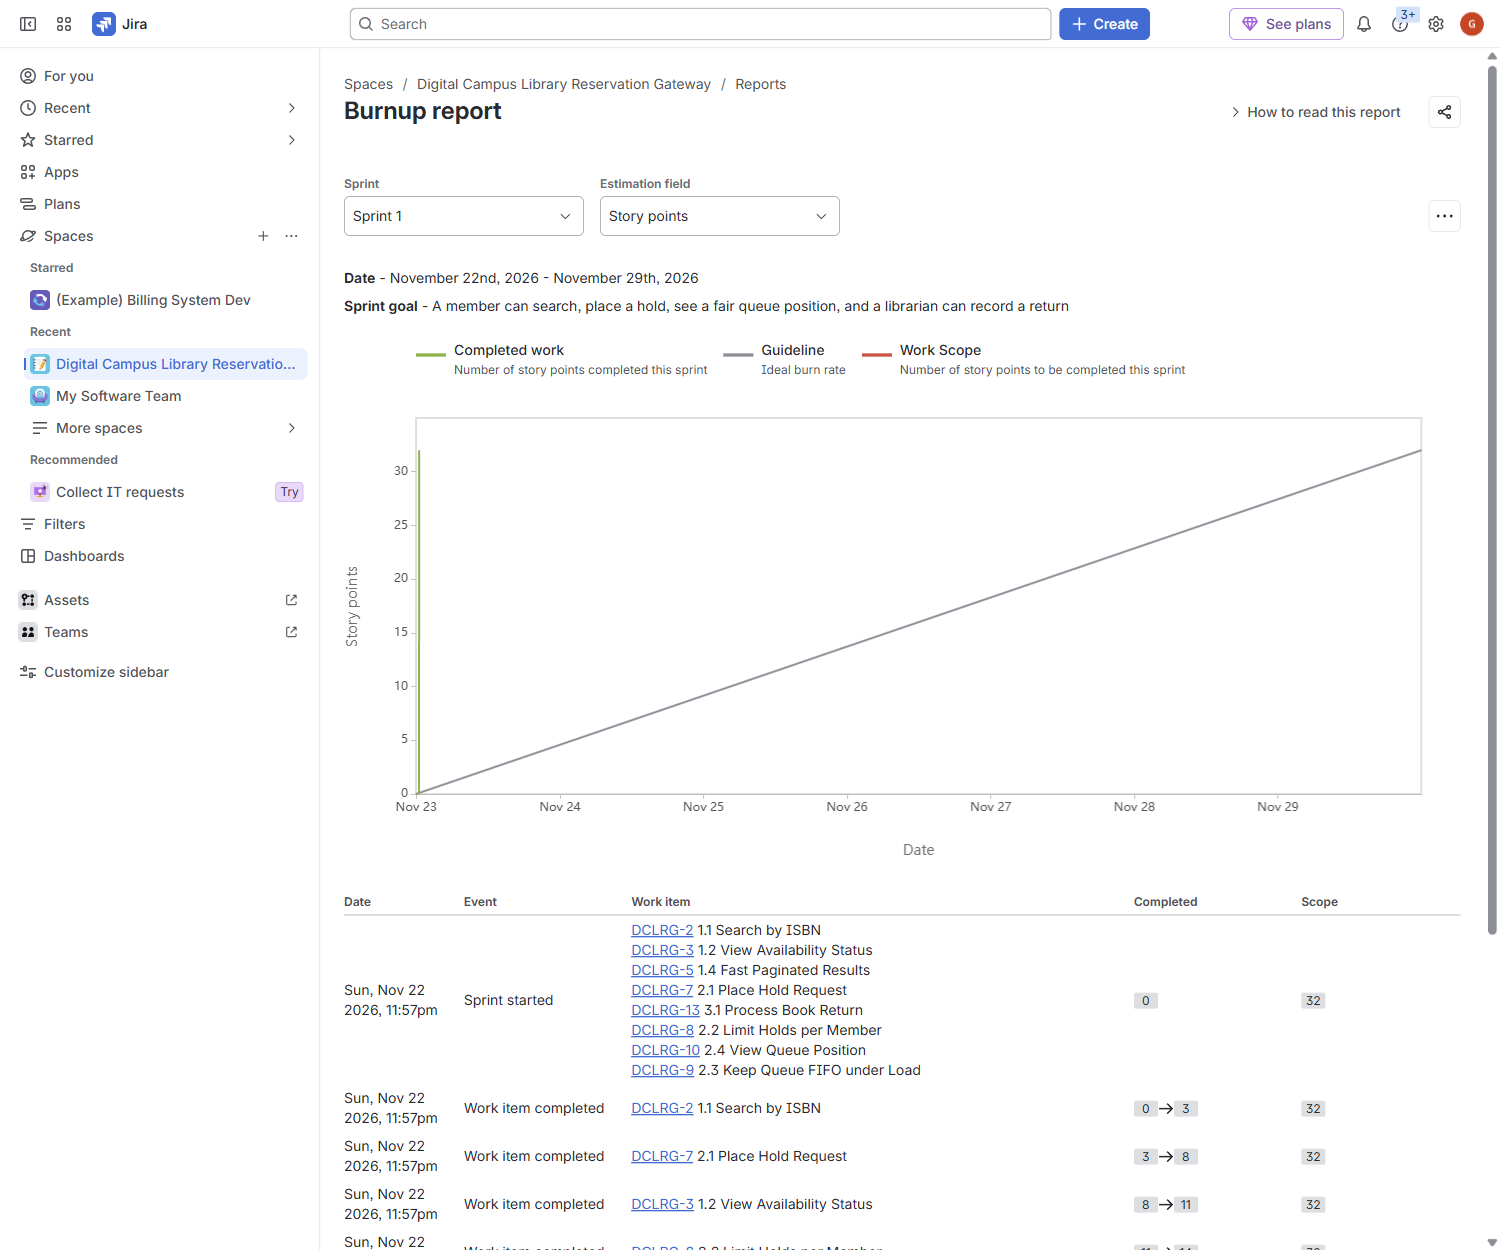 Jira
Search
Create
See plans
3+
G
For you
Recent
Starred
Apps
Plans
Spaces
Starred
(Example) Billing System Dev
Recent
Digital Campus Library Reservatio...
My Software Team
More spaces
Recommended
Collect IT requests
Try
Filters
Dashboards
Assets
Teams
Customize sidebar
Spaces / Digital Campus Library Reservation Gateway / Reports
Burnup report
How to read this report
Sprint
Sprint 1
Estimation field
Story points
Date - November 22nd, 2026 - November 29th, 2026
Sprint goal - A member can search, place a hold, see a fair queue position, and a librarian can record a return
Completed work
Number of story points completed this sprint
Guideline
Ideal burn rate
Work Scope
Number of story points to be completed this sprint
Story points
30
25
20
15
10
5
0
Nov 23 Nov 24 Nov 25 Nov 26 Nov 27 Nov 28 Nov 29
Date
Date Event Work item Completed Scope
Sun, Nov 22
2026, 11:57pm
Sprint started
DCLRG-2 1.1 Search by ISBN
DCLRG-3 1.2 View Availability Status
DCLRG-5 1.4 Fast Paginated Results
DCLRG-7 2.1 Place Hold Request
DCLRG-13 3.1 Process Book Return
DCLRG-8 2.2 Limit Holds per Member
DCLRG-10 2.4 View Queue Position
DCLRG-9 2.3 Keep Queue FIFO under Load
0
32
Sun, Nov 22
2026, 11:57pm
Work item completed
DCLRG-2 1.1 Search by ISBN
0 → 3
32
Sun, Nov 22
2026, 11:57pm
Work item completed
DCLRG-7 2.1 Place Hold Request
3 → 8
32
Sun, Nov 22
2026, 11:57pm
Work item completed
DCLRG-3 1.2 View Availability Status
8 → 11
32
Sun, Nov 22